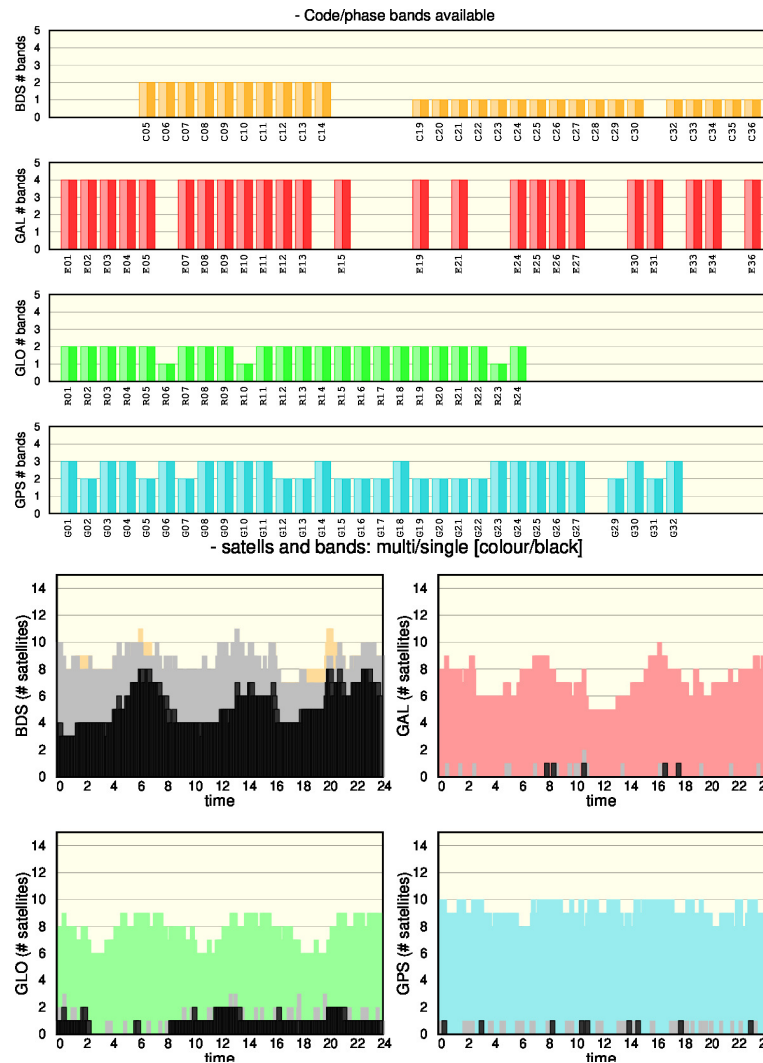 - Code/phase bands available
BDS # bands
5
4
3
2
1
0
C05 C06 C07 C08 C09 C10 C11 C12 C13 C14 C19 C20 C21 C22 C23 C24 C25 C26 C27 C28 C29 C30 C32 C33 C34 C35 C36
GAL # bands
5
4
3
2
1
0
E01 E02 E03 E04 E05 E07 E08 E09 E10 E11 E12 E13 E15 E19 E21 E24 E25 E26 E27 E30 E31 E33 E34 E36
GLO # bands
5
4
3
2
1
0
R01 R02 R03 R04 R05 R06 R07 R08 R09 R10 R11 R12 R13 R14 R15 R16 R17 R18 R19 R20 R21 R22 R23 R24
GPS # bands
5
4
3
2
1
0
G01 G02 G03 G04 G05 G06 G07 G08 G09 G10 G11 G12 G13 G14 G15 G16 G17 G18 G19 G20 G21 G22 G23 G24 G25 G26 G27 G29 G30 G31 G32
- satells and bands: multi/single [colour/black]
BDS (# satellites)
14
12
10
8
6
4
2
0
0 2 4 6 8 10 12 14 16 18 20 22 24
time
GAL (# satellites)
14
12
10
8
6
4
2
0
0 2 4 6 8 10 12 14 16 18 20 22 24
time
GLO (# satellites)
14
12
10
8
6
4
2
0
0 2 4 6 8 10 12 14 16 18 20 22 24
time
GPS (# satellites)
14
12
10
8
6
4
2
0
0 2 4 6 8 10 12 14 16 18 20 22 24
time